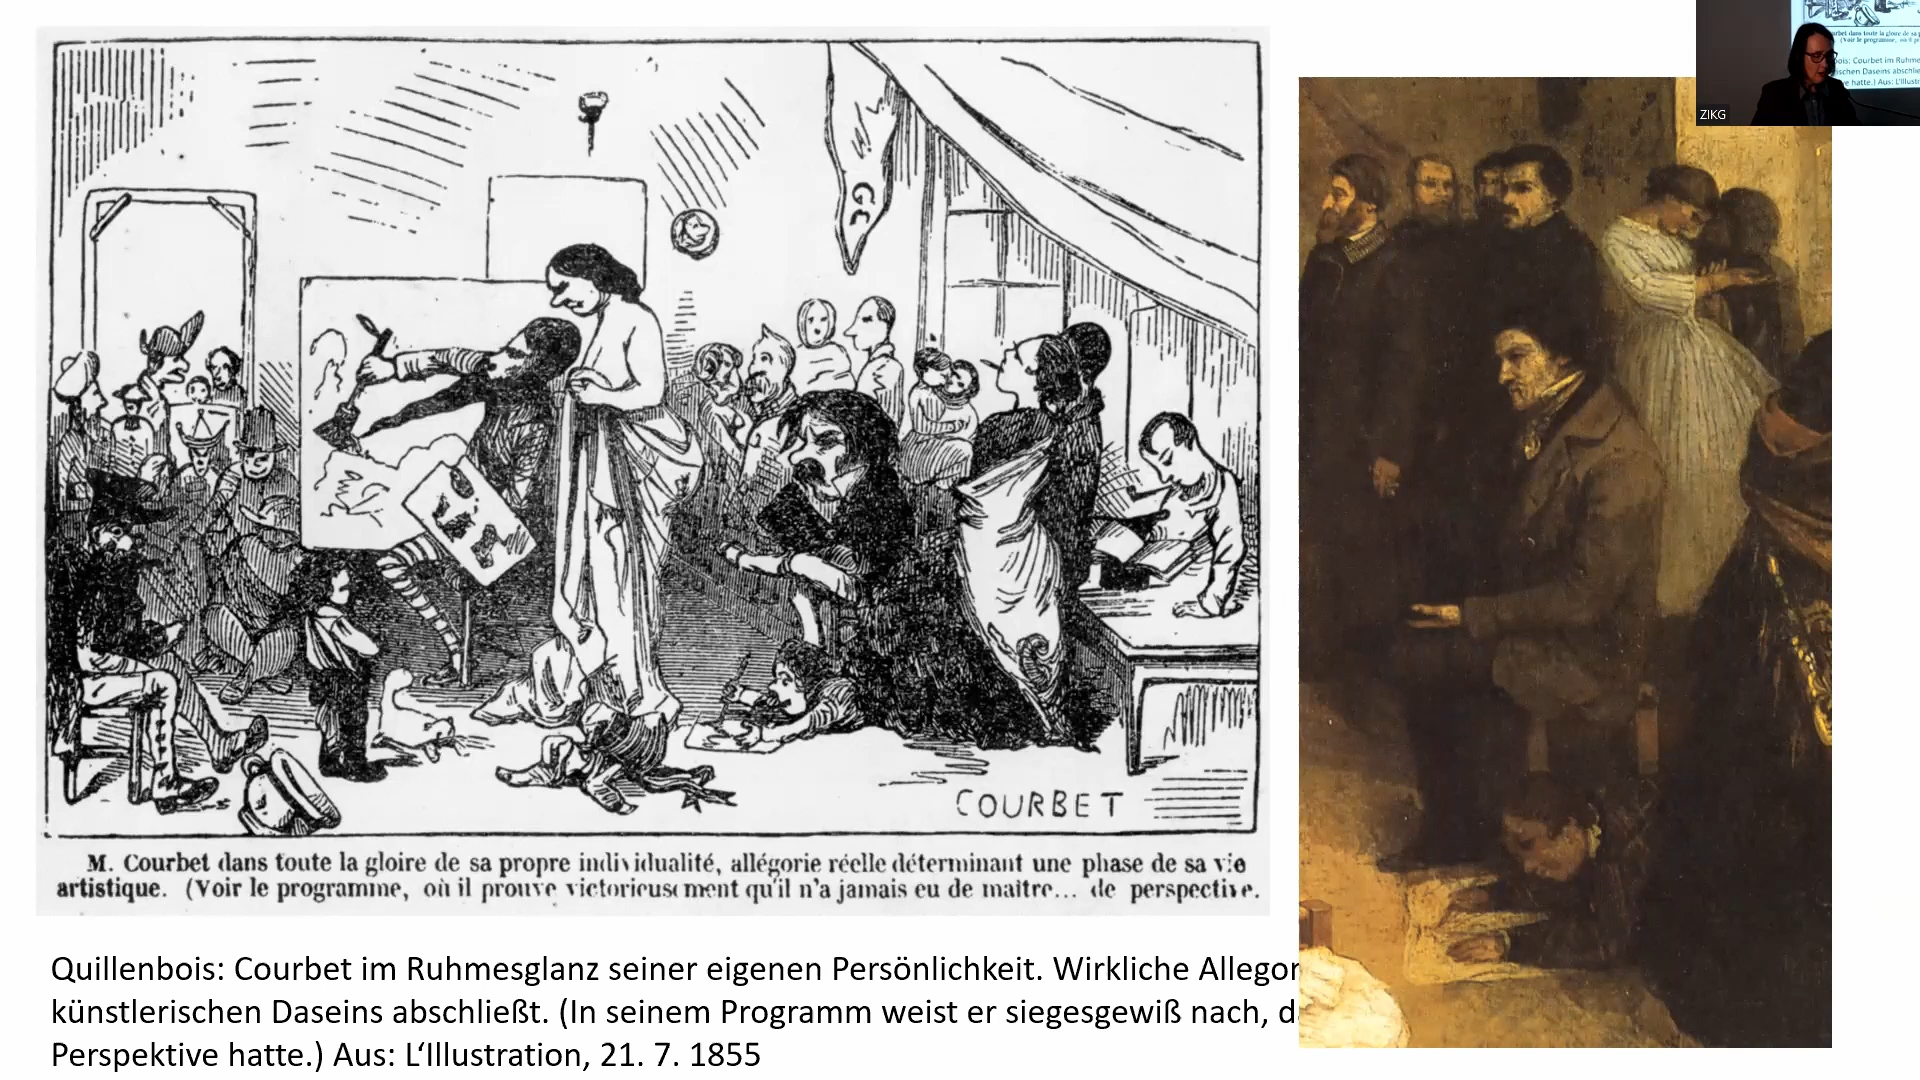 GE
COURBET
M. Courbet dans toute la gloire de sa propre individualité, allégorie réelle déterminant une phase de sa vie
artistique. (Voir le programme, où il prouve victorieusement qu'il n'a jamais eu de maître... de perspective.
Quillenbois: Courbet im Ruhmesglanz seiner eigenen Persönlichkeit. Wirkliche Allegor
künstlerischen Daseins abschließt. (In seinem Programm weist er siegesgewiß nach, d
Perspektive hatte.) Aus: L‘Illustration, 21. 7. 1855
ZIKG